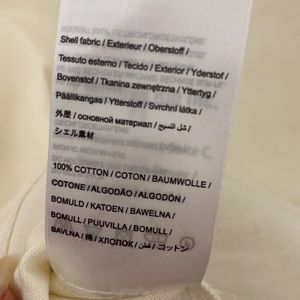 Shell fabric / Exterieur / Oberstoff /
Tessuto esterno / Tecido / Exterior / Yderstof /
Bovenstof / Tkanina zewnętrzna / Yttertyg /
Päällikangas / Ytterstoff / Svrchní látka /
外层 / основной материал / شل النسيج /
シェル素材
100% COTTON / COTON / BAUMWOLLE /
COTONE / ALGODÃO / ALGODÓN /
BOMULD / KATOEN / BAWEŁNA /
BOMULL / PUUVILLA / BOMULL /
BAVLNA / 棉 / ХЛОПОК / قطن / コットン